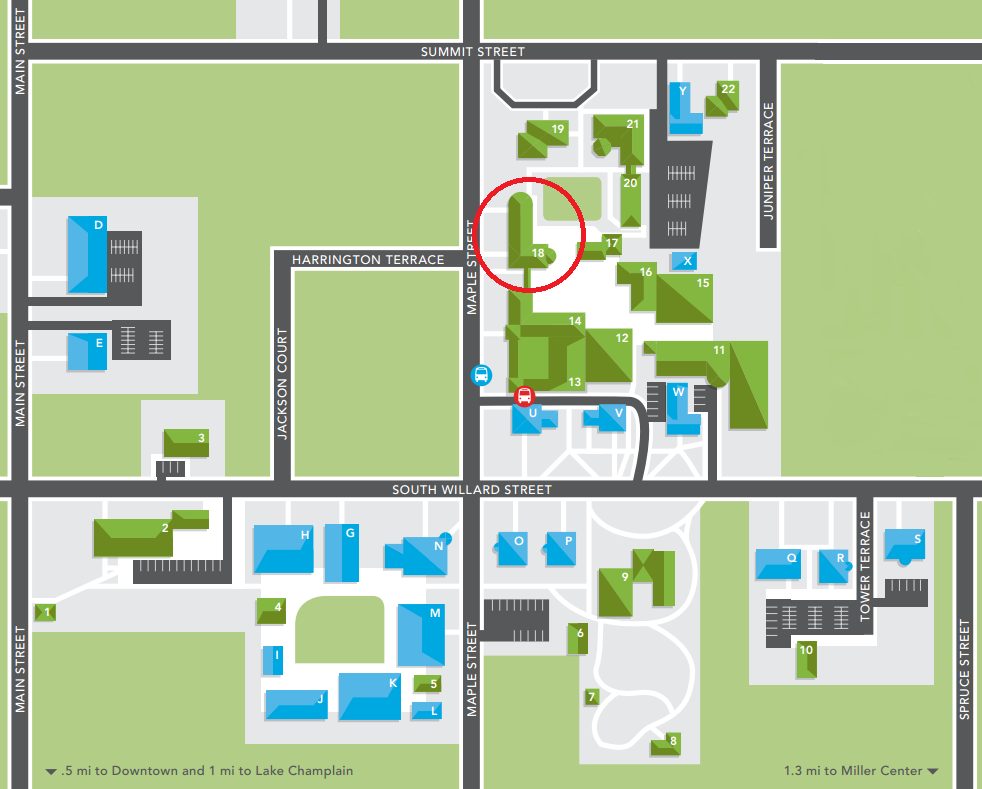 MAIN STREET
SUMMIT STREET
Y
22
19
21
JUNIPER TERRACE
20
D
MAPLE STREET
17
18
HARRINGTON TERRACE
X
16
15
14
12
E
MAIN STREET
11
JACKSON COURT
13
W
U
V
3
SOUTH WILLARD STREET
2
H
G
N
O
P
TOWER TERRACE
S
Q
R
9
1
4
M
6
MAIN STREET
MAPLE STREET
SPRUCE STREET
I
10
K
5
7
J
L
8
.5 mi to Downtown and 1 mi to Lake Champlain
1.3 mi to Miller Center